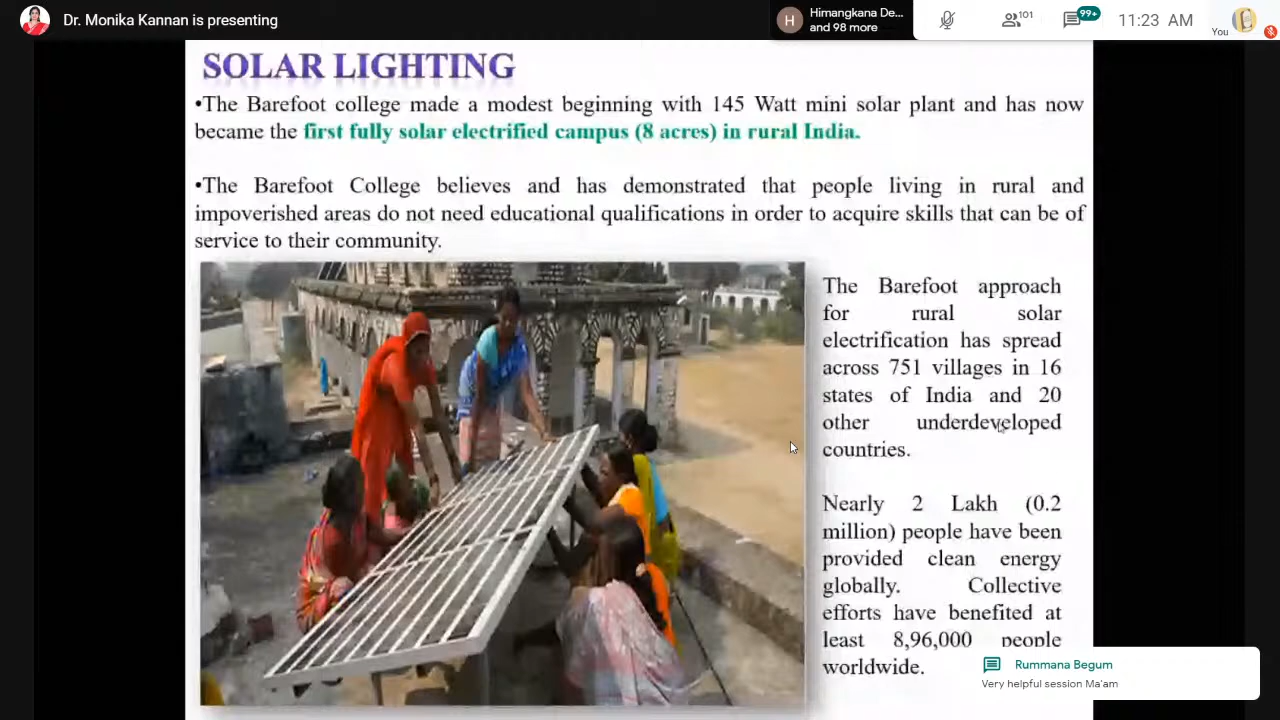 Dr. Monika Kannan is presenting
H
Himangkana De...
and 98 more
101
99+
11:23 AM
You
SOLAR LIGHTING
•The Barefoot college made a modest beginning with 145 Watt mini solar plant and has now
became the first fully solar electrified campus (8 acres) in rural India.
•The Barefoot College believes and has demonstrated that people living in rural and
impoverished areas do not need educational qualifications in order to acquire skills that can be of
service to their community.
The Barefoot approach
for rural solar
electrification has spread
across 751 villages in 16
states of India and 20
other underdeveloped
countries.
Nearly 2 Lakh (0.2
million) people have been
provided clean energy
globally. Collective
efforts have benefited at
least 8,96,000 people
worldwide.
Rummana Begum
Very helpful session Ma'am